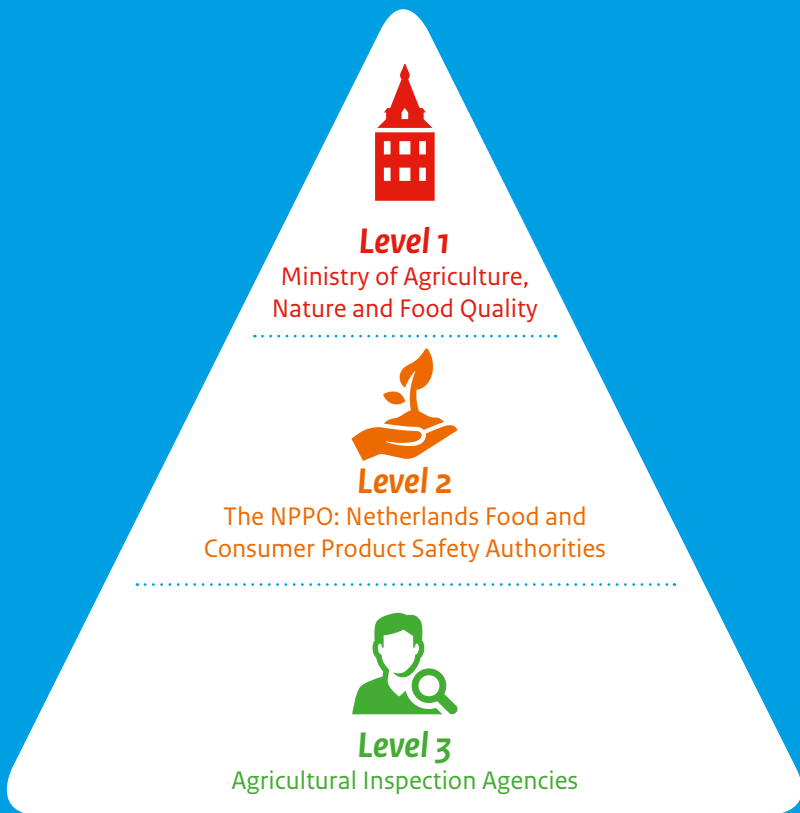 Level 1
Ministry of Agriculture,
Nature and Food Quality
Level 2
The NPPO: Netherlands Food and
Consumer Product Safety Authorities
Level 3
Agricultural Inspection Agencies